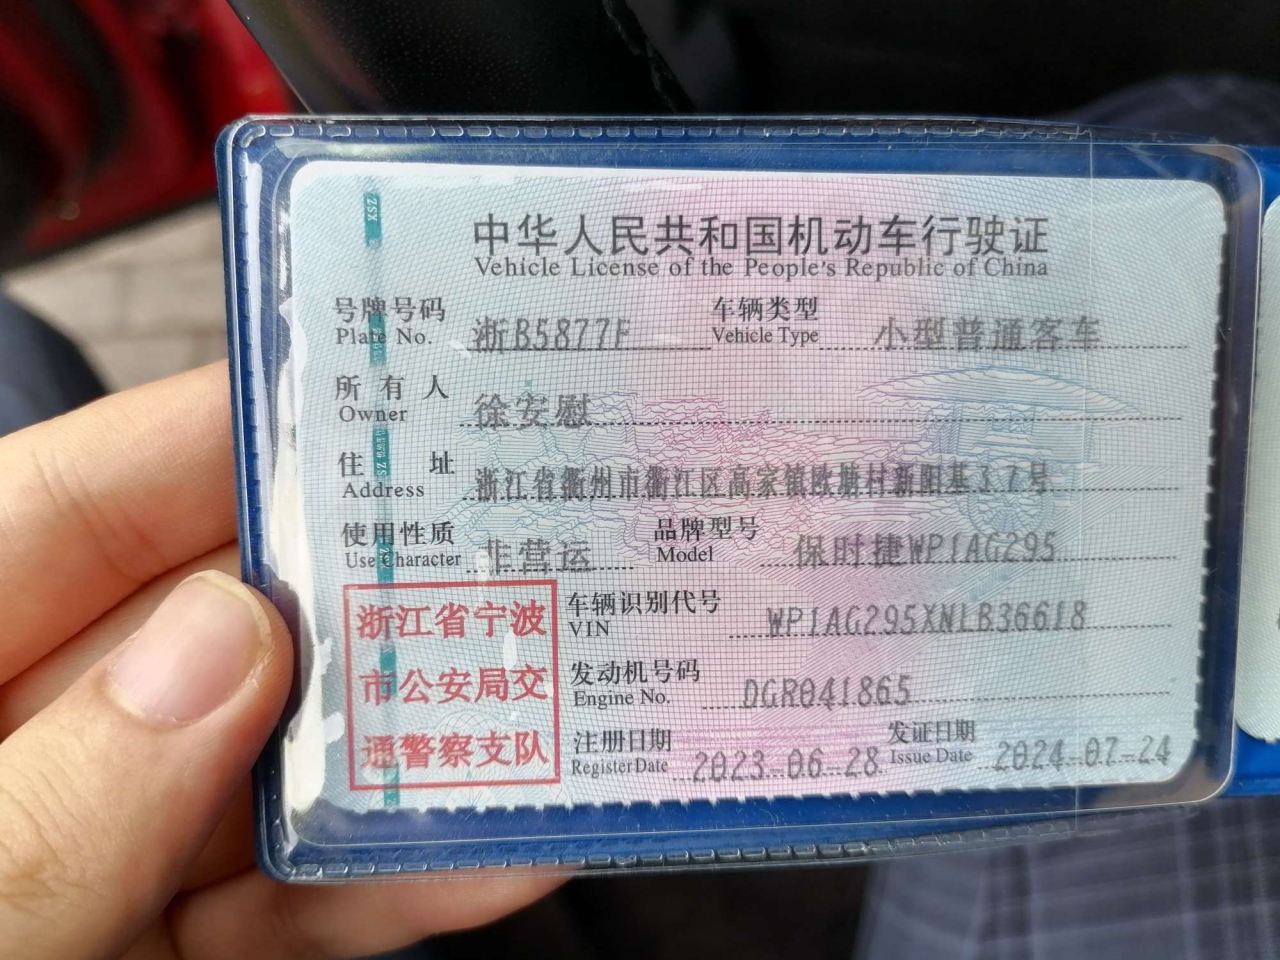 中华人民共和国机动车行驶证
Vehicle License of the People's Republic of China
号牌号码 浙B5877F 车辆类型 小型普通客车
Plate No. Vehicle Type
所有人 徐安慰
Owner
住址 浙江省衢州市衢江区高家镇欧塘村新阳基37号
Address
使用性质 非营运 品牌型号 保时捷WP1AG295
Use Character Model
浙江省宁波
市公安局交
通警察支队
车辆识别代号 WP1AG295XNLB36618
VIN
发动机号码 DGR041865
Engine No.
注册日期 2023-06-28 发证日期 2024-07-24
Register Date Issue Date
ZSX